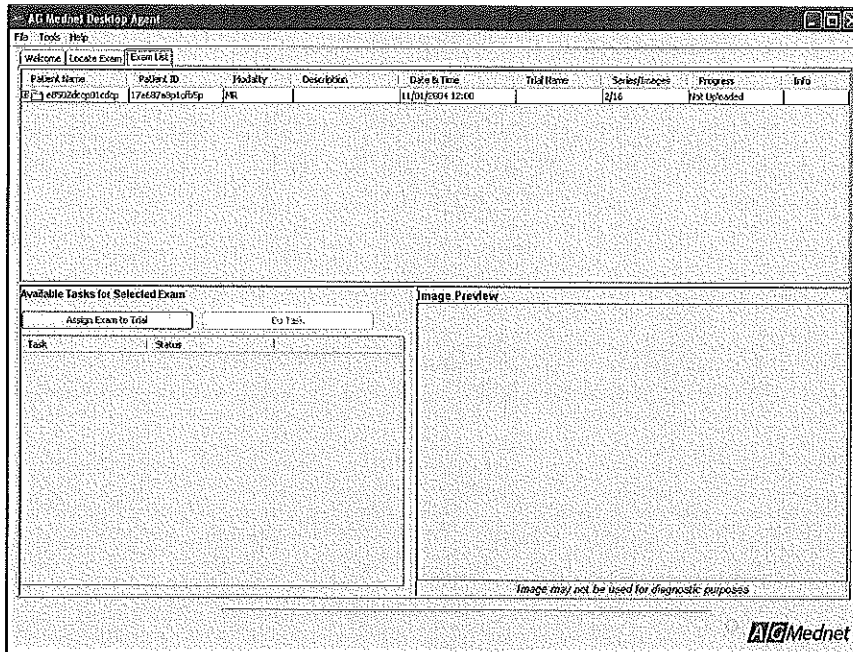 AG Mednet Desktop Agent
File Tools Help
Welcome Locate Exam Exam List
Patient Name Patient ID Modality Description Date & Time Trial Name Series/Images Progress Info
MR 11/01/2004 12:00 2/16 Not Uploaded
Available Tasks for Selected Exam Image Preview
Assign Exam to Trial Do Task
Task Status
Image may not be used for diagnostic purposes
AG Mednet